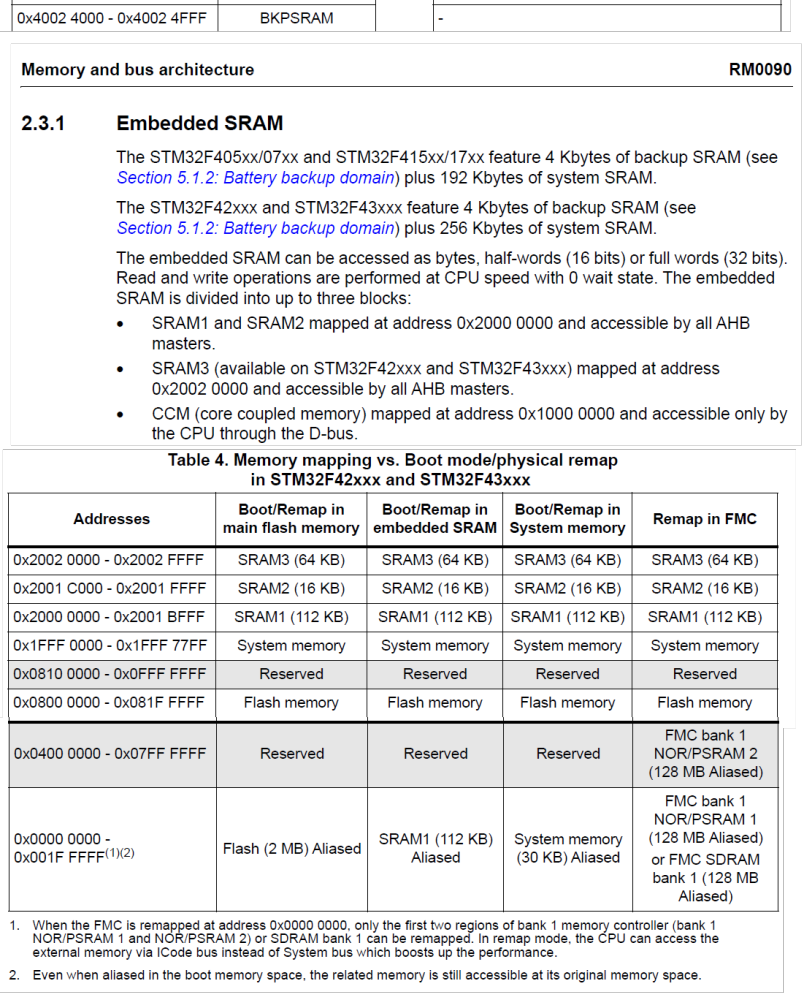 0x4002 4000 - 0x4002 4FFF BKPSRAM -
Memory and bus architecture RM0090
2.3.1 Embedded SRAM
The STM32F405xx/07xx and STM32F415xx/17xx feature 4 Kbytes of backup SRAM (see
Section 5.1.2: Battery backup domain) plus 192 Kbytes of system SRAM.
The STM32F42xxx and STM32F43xxx feature 4 Kbytes of backup SRAM (see
Section 5.1.2: Battery backup domain) plus 256 Kbytes of system SRAM.
The embedded SRAM can be accessed as bytes, half-words (16 bits) or full words (32 bits).
Read and write operations are performed at CPU speed with 0 wait state. The embedded
SRAM is divided into up to three blocks:
• SRAM1 and SRAM2 mapped at address 0x2000 0000 and accessible by all AHB
masters.
• SRAM3 (available on STM32F42xxx and STM32F43xxx) mapped at address
0x2002 0000 and accessible by all AHB masters.
• CCM (core coupled memory) mapped at address 0x1000 0000 and accessible only by
the CPU through the D-bus.
Table 4. Memory mapping vs. Boot mode/physical remap
in STM32F42xxx and STM32F43xxx
Addresses Boot/Remap in main flash memory Boot/Remap in embedded SRAM Boot/Remap in System memory Remap in FMC
0x2002 0000 - 0x2002 FFFF SRAM3 (64 KB) SRAM3 (64 KB) SRAM3 (64 KB) SRAM3 (64 KB)
0x2001 C000 - 0x2001 FFFF SRAM2 (16 KB) SRAM2 (16 KB) SRAM2 (16 KB) SRAM2 (16 KB)
0x2000 0000 - 0x2001 BFFF SRAM1 (112 KB) SRAM1 (112 KB) SRAM1 (112 KB) SRAM1 (112 KB)
0x1FFF 0000 - 0x1FFF 77FF System memory System memory System memory System memory
0x0810 0000 - 0x0FFF FFFF Reserved Reserved Reserved Reserved
0x0800 0000 - 0x081F FFFF Flash memory Flash memory Flash memory Flash memory
0x0400 0000 - 0x07FF FFFF Reserved Reserved Reserved FMC bank 1 NOR/PSRAM 2 (128 MB Aliased)
0x0000 0000 - 0x001F FFFF(1)(2) Flash (2 MB) Aliased SRAM1 (112 KB) Aliased System memory (30 KB) Aliased FMC bank 1 NOR/PSRAM 1 (128 MB Aliased) or FMC SDRAM bank 1 (128 MB Aliased)
1. When the FMC is remapped at address 0x0000 0000, only the first two regions of bank 1 memory controller (bank 1
NOR/PSRAM 1 and NOR/PSRAM 2) or SDRAM bank 1 can be remapped. In remap mode, the CPU can access the
external memory via ICode bus instead of System bus which boosts up the performance.
2. Even when aliased in the boot memory space, the related memory is still accessible at its original memory space.